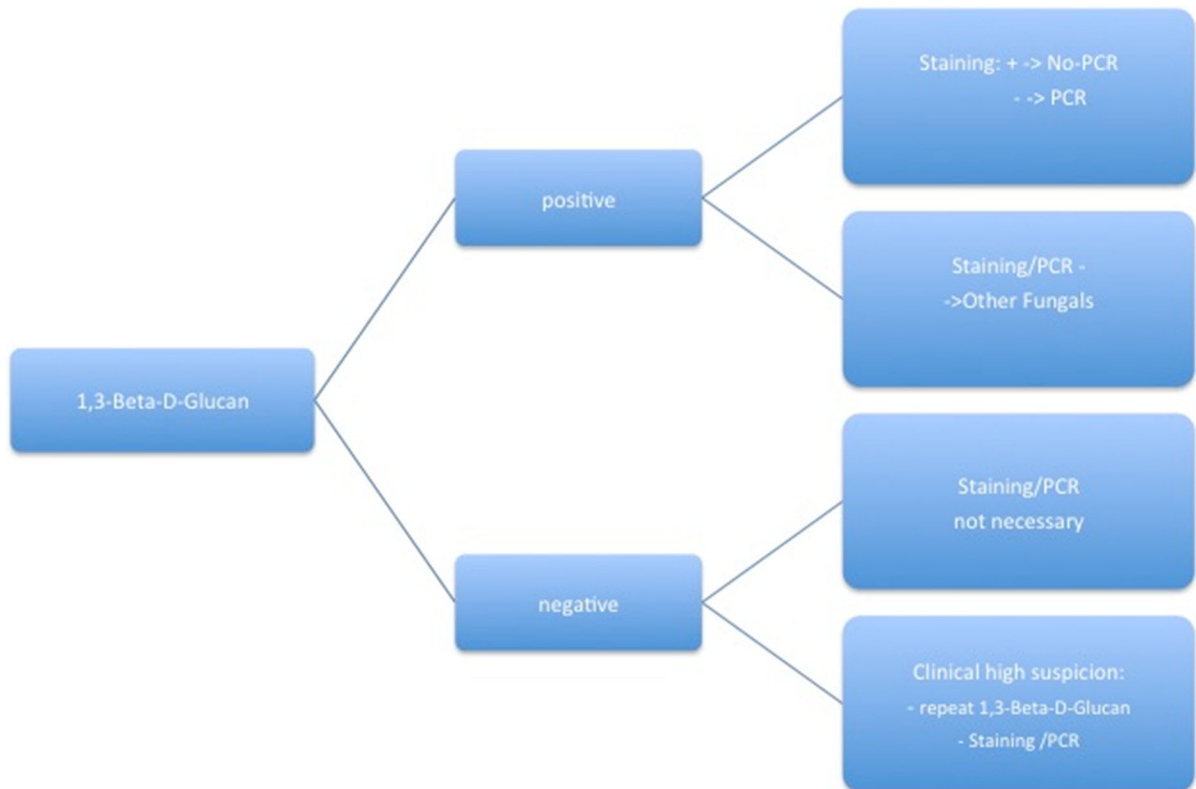 1,3-Beta-D-Glucan
positive
negative
Staining: + -> No-PCR
- -> PCR
Staining/PCR -
->Other Fungals
Staining/PCR
not necessary
Clinical high suspicion:
- repeat 1,3-Beta-D-Glucan
- Staining /PCR